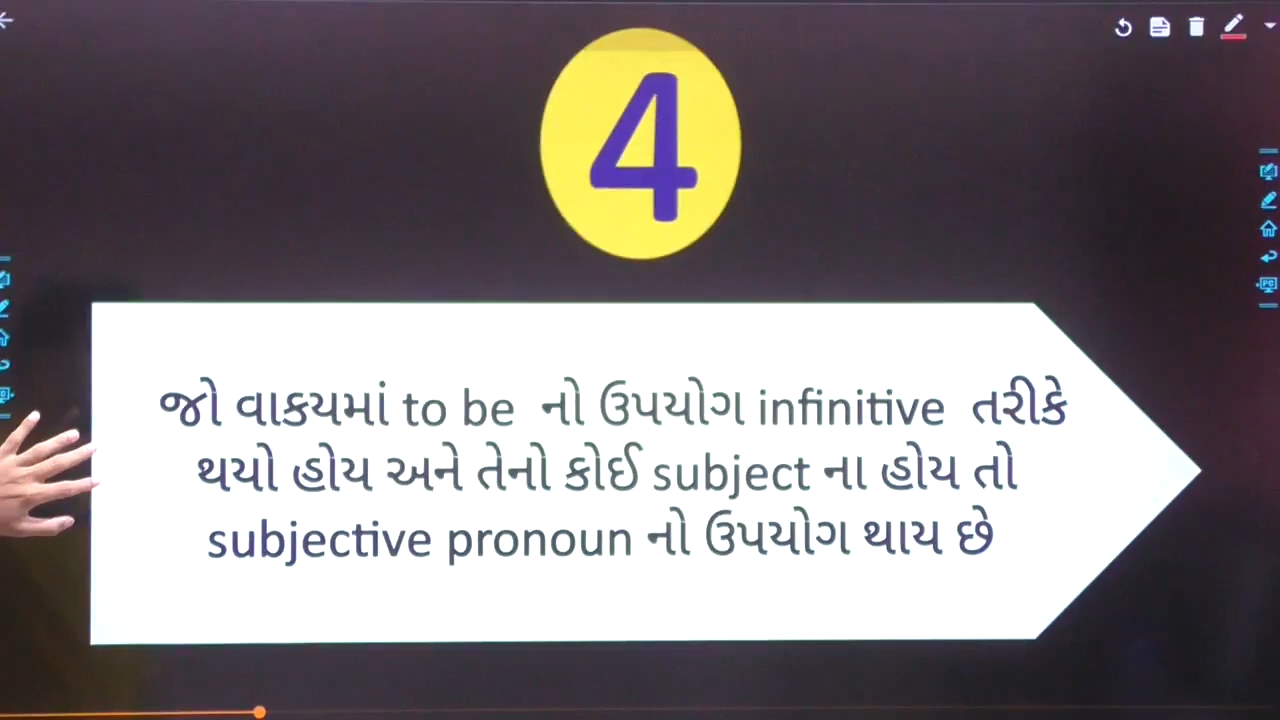 4
જો વાકયમાં to be નો ઉપયોગ infinitive તરીકે
થયો હોય અને તેનો કોઈ subject ના હોય તો
subjective pronoun નો ઉપયોગ થાય છે